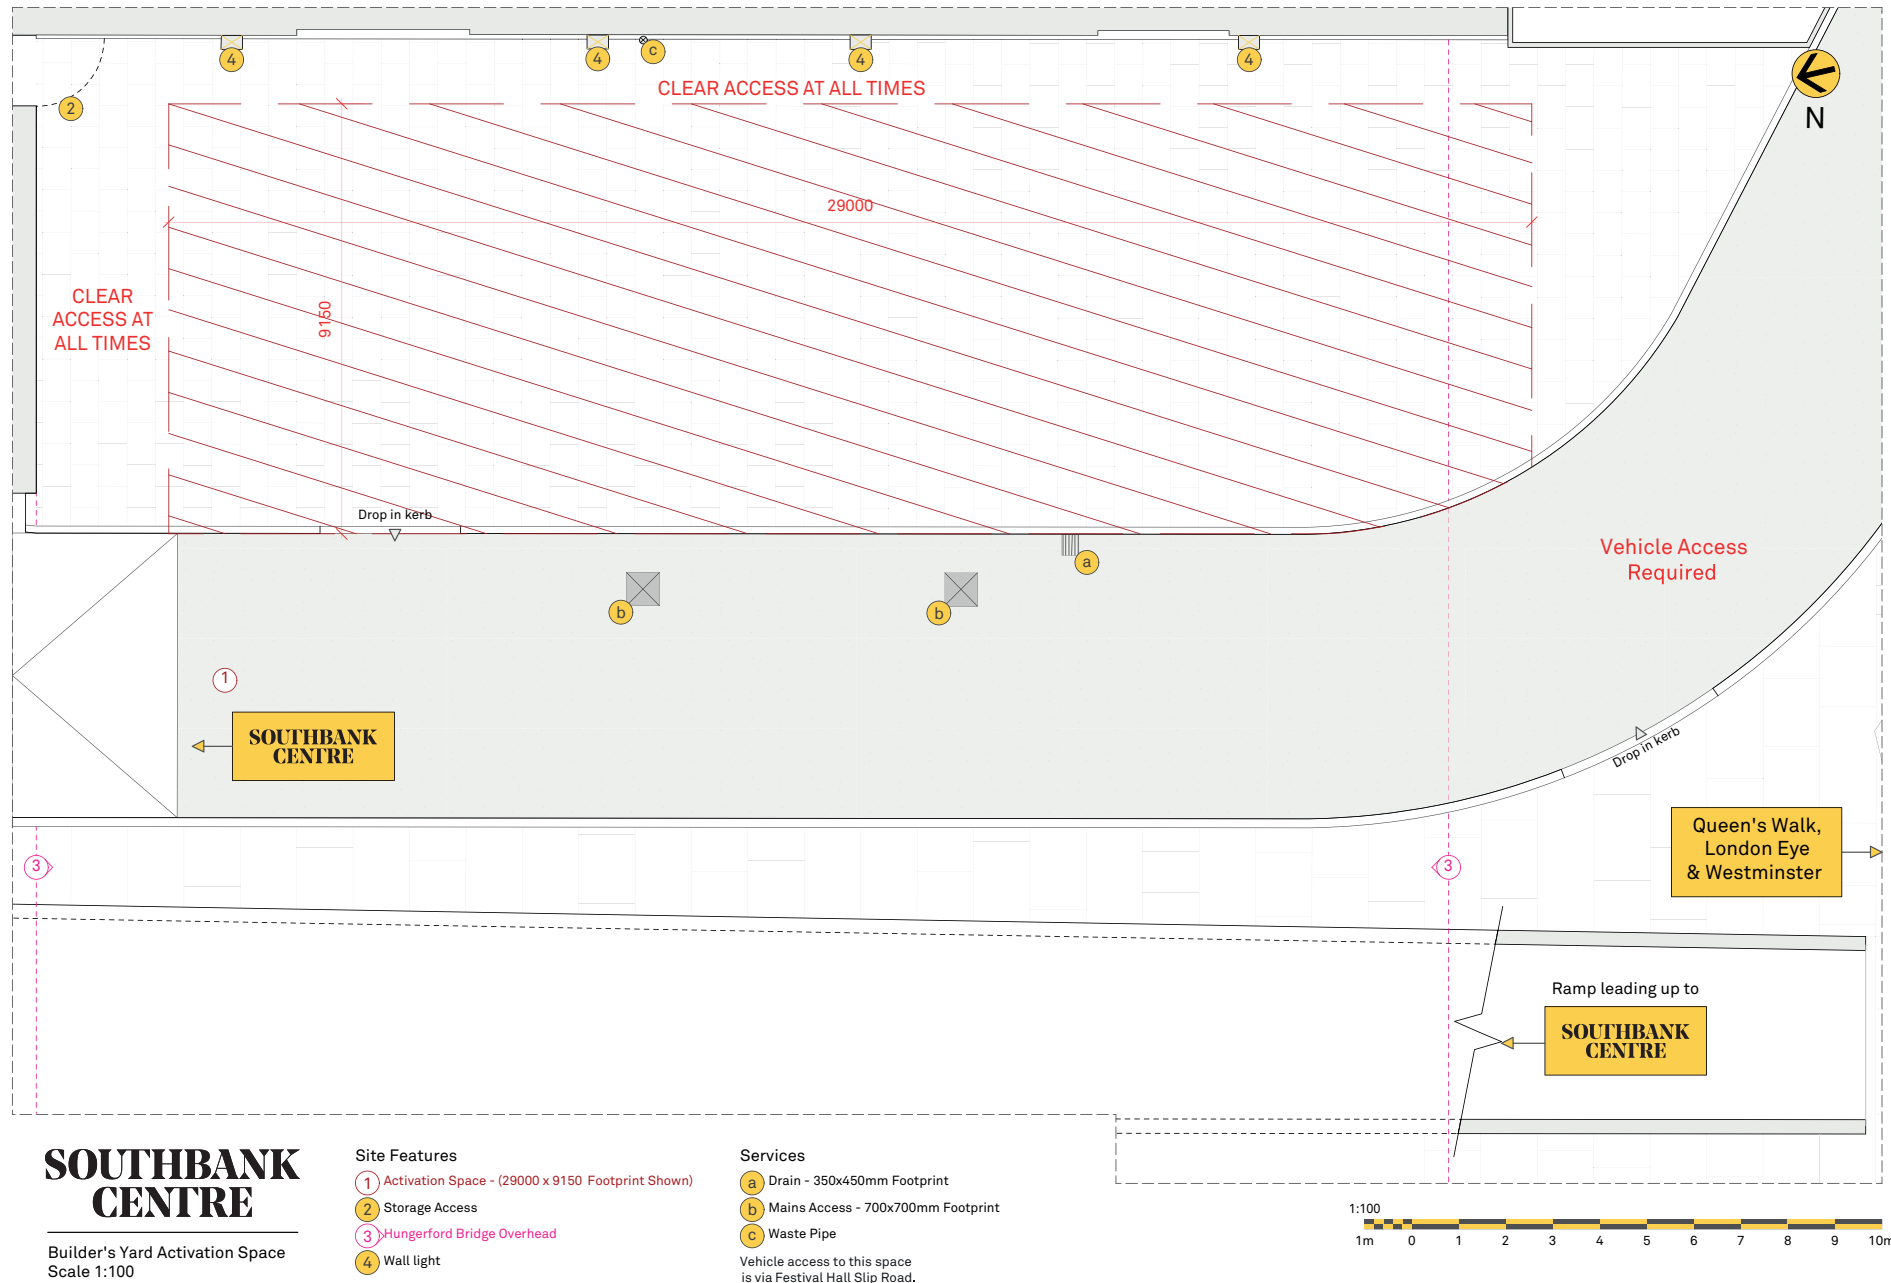 4
4
c
4
4
2
CLEAR ACCESS AT ALL TIMES
N
29000
CLEAR
ACCESS AT
ALL TIMES
9150
Drop in kerb
a
Vehicle Access
Required
b
b
1
SOUTHBANK
CENTRE
Drop in kerb
Queen's Walk,
London Eye
& Westminster
3
3
Ramp leading up to
SOUTHBANK
CENTRE
SOUTHBANK
CENTRE
Builder's Yard Activation Space
Scale 1:100
Site Features
1 Activation Space - (29000 x 9150 Footprint Shown)
2 Storage Access
3 Hungerford Bridge Overhead
4 Wall light
Services
a Drain - 350x450mm Footprint
b Mains Access - 700x700mm Footprint
c Waste Pipe
Vehicle access to this space
is via Festival Hall Slip Road.
1:100
1m 0 1 2 3 4 5 6 7 8 9 10m